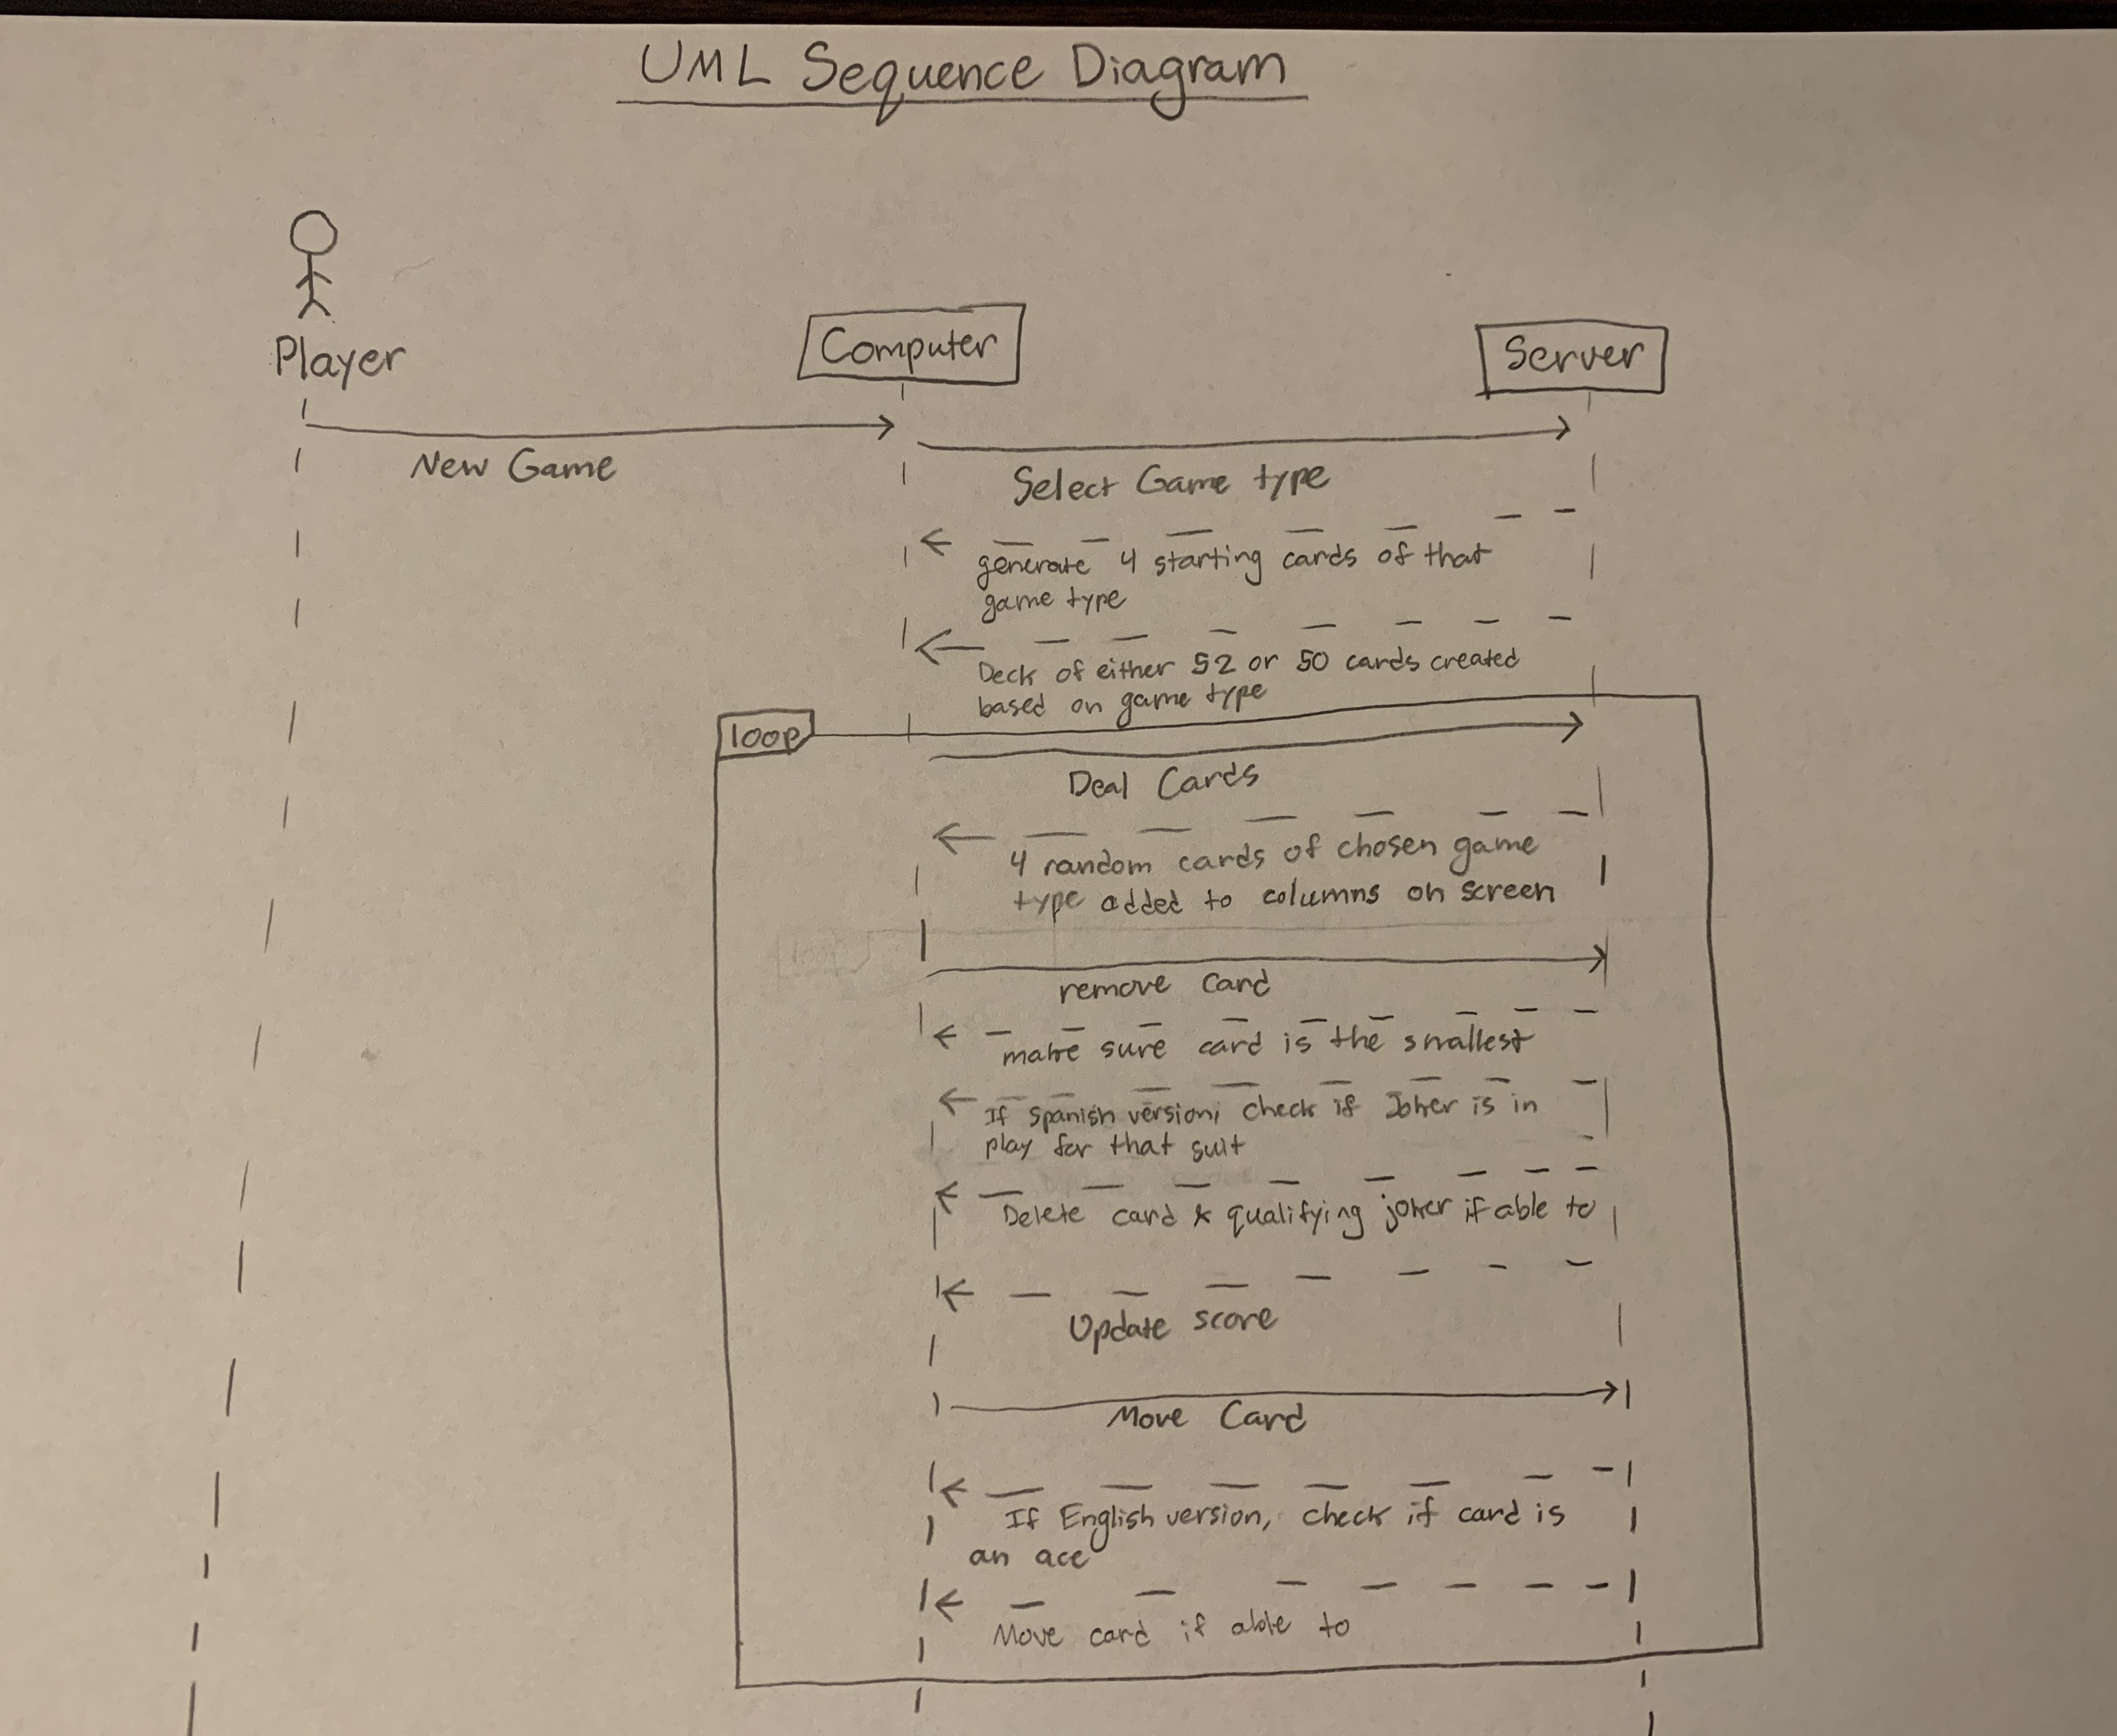 UML Sequence Diagram
Player
Computer
Server
New Game
Select Game type
generate 4 starting cards of that
game type
Deck of either 52 or 50 cards created
based on game type
loop
Deal Cards
4 random cards of chosen game
type added to columns on screen
loop
remove card
make sure card is the smallest
If Spanish version, check if Joker is in
play for that suit
Delete card & qualifying joker if able to
Update score
Move Card
If English version, check if card is
an ace
Move card if able to